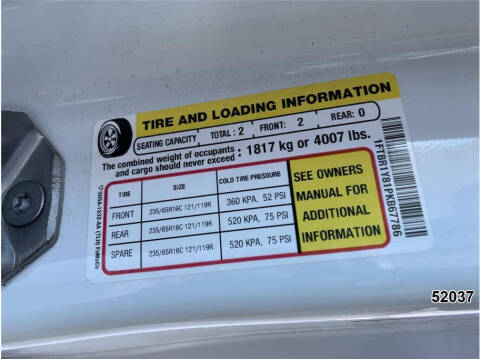 TIRE AND LOADING INFORMATION
SEATING CAPACITY TOTAL : 2 FRONT: 2 REAR: 0
The combined weight of occupants
and cargo should never exceed : 1817 kg or 4007 lbs.
TIRE SIZE COLD TIRE PRESSURE
FRONT 235/65R16C 121/119R 360 KPA, 52 PSI
REAR 235/65R16C 121/119R 520 KPA, 75 PSI
SPARE 235/65R16C 121/119R 520 KPA, 75 PSI
SEE OWNERS
MANUAL FOR
ADDITIONAL
INFORMATION
1FTBR1Y81PKB67786
52037